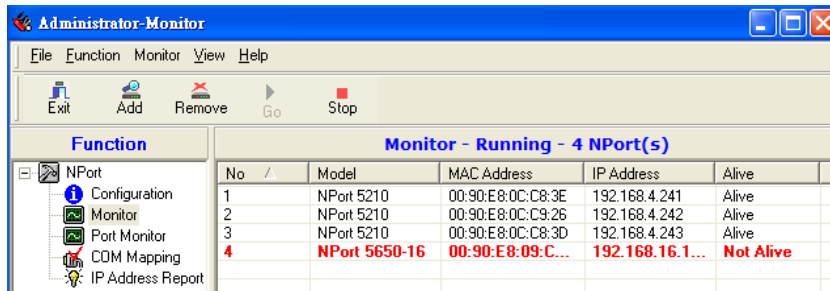 Administrator-Monitor
File Function Monitor View Help
Exit Add Remove Go Stop
Function
Monitor - Running - 4 NPort(s)
NPort
Configuration
Monitor
Port Monitor
COM Mapping
IP Address Report
No Model MAC Address IP Address Alive
1 NPort 5210 00:90:E8:0C:C8:3E 192.168.4.241 Alive
2 NPort 5210 00:90:E8:0C:C9:26 192.168.4.242 Alive
3 NPort 5210 00:90:E8:0C:C8:3D 192.168.4.243 Alive
4 NPort 5650-16 00:90:E8:09:C... 192.168.16.1... Not Alive